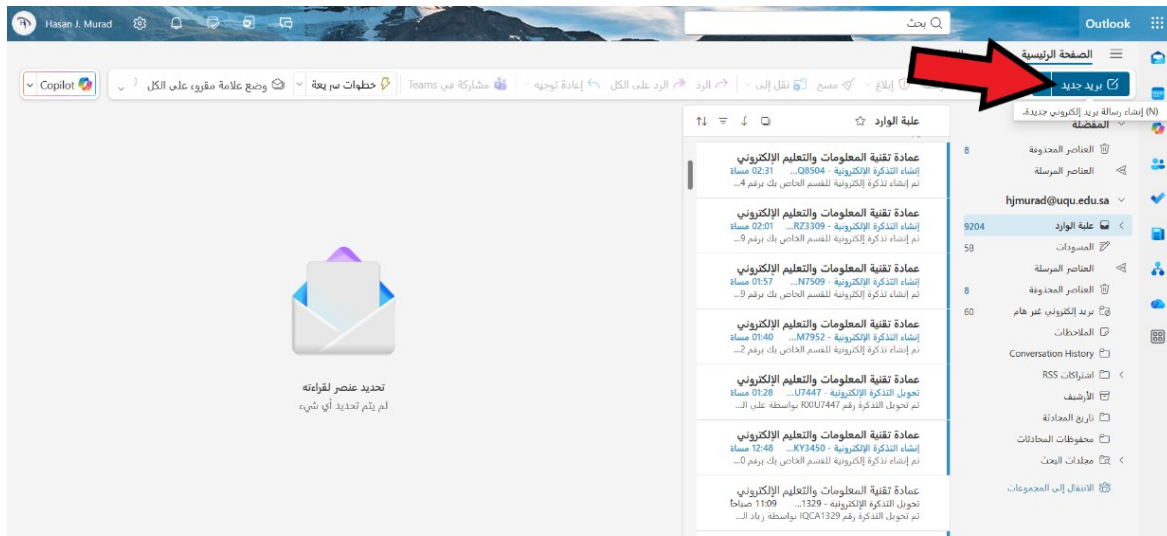 Outlook
بحث
Hasan J. Murad
الصفحة الرئيسية
بريد جديد
إبلاغ
مسح
نقل إلى
الرد
الرد على الكل
إعادة توجيه
مشاركة في Teams
خطوات سريعة
وضع علامة مقروء على الكل
Copilot
إنشاء رسالة بريد إلكتروني جديدة. (N)
المفضلة
العناصر المحذوفة 8
العناصر المرسلة
hjmurad@uqu.edu.sa
علبة الوارد 9204
المسودات 58
العناصر المرسلة
العناصر المحذوفة 8
بريد إلكتروني غير هام 60
الملاحظات
Conversation History
اشتراكات RSS
الأرشيف
تاريخ المحادثة
محفوظات المحادثات
مجلدات البحث
الانتقال إلى المجموعات
علبة الوارد
عمادة تقنية المعلومات والتعليم الإلكتروني
إنشاء التذكرة الإلكترونية - Q8504... 02:31 مساءً
تم إنشاء تذكرة إلكترونية للقسم الخاص بك برقم 4...
عمادة تقنية المعلومات والتعليم الإلكتروني
إنشاء التذكرة الإلكترونية - RZ3309... 02:01 مساءً
تم إنشاء تذكرة إلكترونية للقسم الخاص بك برقم 9...
عمادة تقنية المعلومات والتعليم الإلكتروني
إنشاء التذكرة الإلكترونية - N7509... 01:57 مساءً
تم إنشاء تذكرة إلكترونية للقسم الخاص بك برقم 9...
عمادة تقنية المعلومات والتعليم الإلكتروني
إنشاء التذكرة الإلكترونية - M7952... 01:40 مساءً
تم إنشاء تذكرة إلكترونية للقسم الخاص بك برقم 2...
عمادة تقنية المعلومات والتعليم الإلكتروني
تحويل التذكرة الإلكترونية - U7447... 01:28 مساءً
تم تحويل التذكرة رقم RXIU7447 بواسطة علي الـ...
عمادة تقنية المعلومات والتعليم الإلكتروني
إنشاء التذكرة الإلكترونية - KY3450... 12:48 مساءً
تم إنشاء تذكرة إلكترونية للقسم الخاص بك برقم 0...
عمادة تقنية المعلومات والتعليم الإلكتروني
تحويل التذكرة الإلكترونية - 1329... 11:09 صباحاً
تم تحويل التذكرة رقم IQCA1329 بواسطة زياد الـ...
تحديد عنصر لقراءته
لم يتم تحديد أي شيء